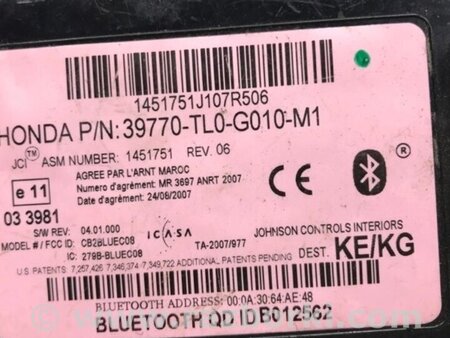 1451751J107R506
HONDA P/N: 39770-TL0-G010-M1
JCI™ ASM NUMBER: 1451751 REV. 06
AGREE PAR L'ARNT MAROC
Numero d'agrément: MR 3697 ANRT 2007
Date d'agrément: 24/08/2007
e 11
03 3981
S/W REV: 04.01.000
MODEL # / FCC ID: CB2BLUEC08
IC: 279B-BLUEC08
ICASA
TA-2007/977
CE
®
JOHNSON CONTROLS INTERIORS
DEST. KE/KG
U.S. PATENTS: 7,257,426 7,346,374 7,349,722 ADDITIONAL PATENTS PENDING
BLUETOOTH ADDRESS: 00:0A:30:64:AE:48
BLUETOOTH QD ID B012562